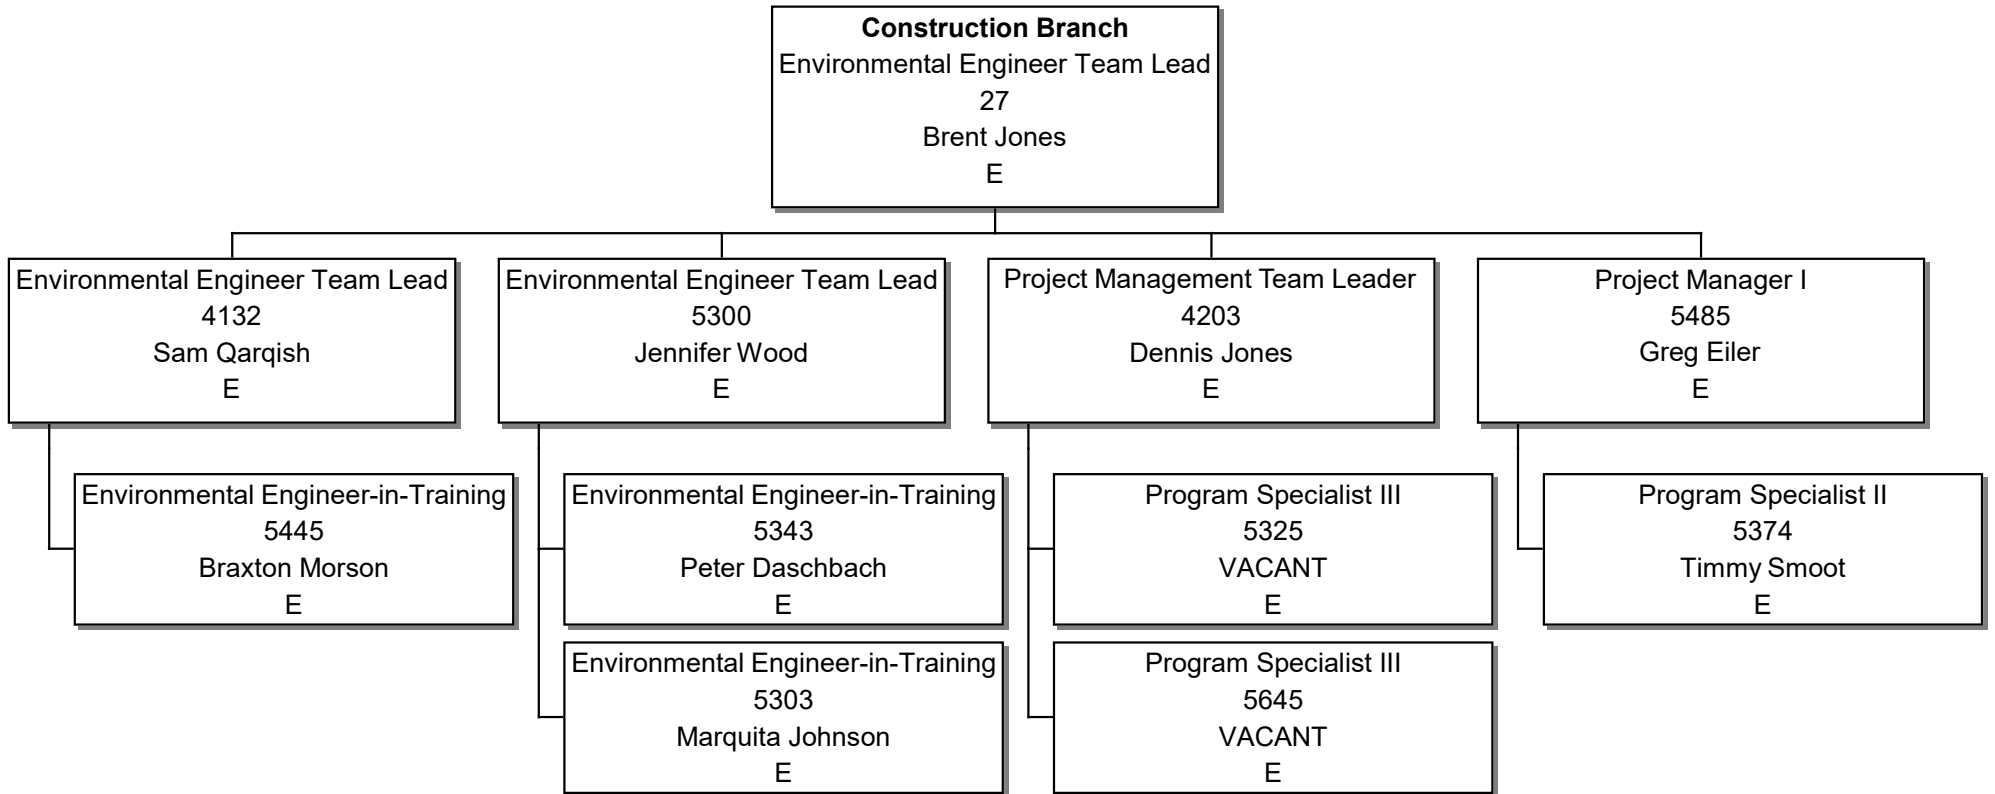 Construction Branch
Environmental Engineer Team Lead
27
Brent Jones
E
Environmental Engineer Team Lead
4132
Sam Qarqish
E
Environmental Engineer Team Lead
5300
Jennifer Wood
E
Project Management Team Leader
4203
Dennis Jones
E
Project Manager I
5485
Greg Eiler
E
Environmental Engineer-in-Training
5445
Braxton Morson
E
Environmental Engineer-in-Training
5343
Peter Daschbach
E
Environmental Engineer-in-Training
5303
Marquita Johnson
E
Program Specialist III
5325
VACANT
E
Program Specialist III
5645
VACANT
E
Program Specialist II
5374
Timmy Smoot
E